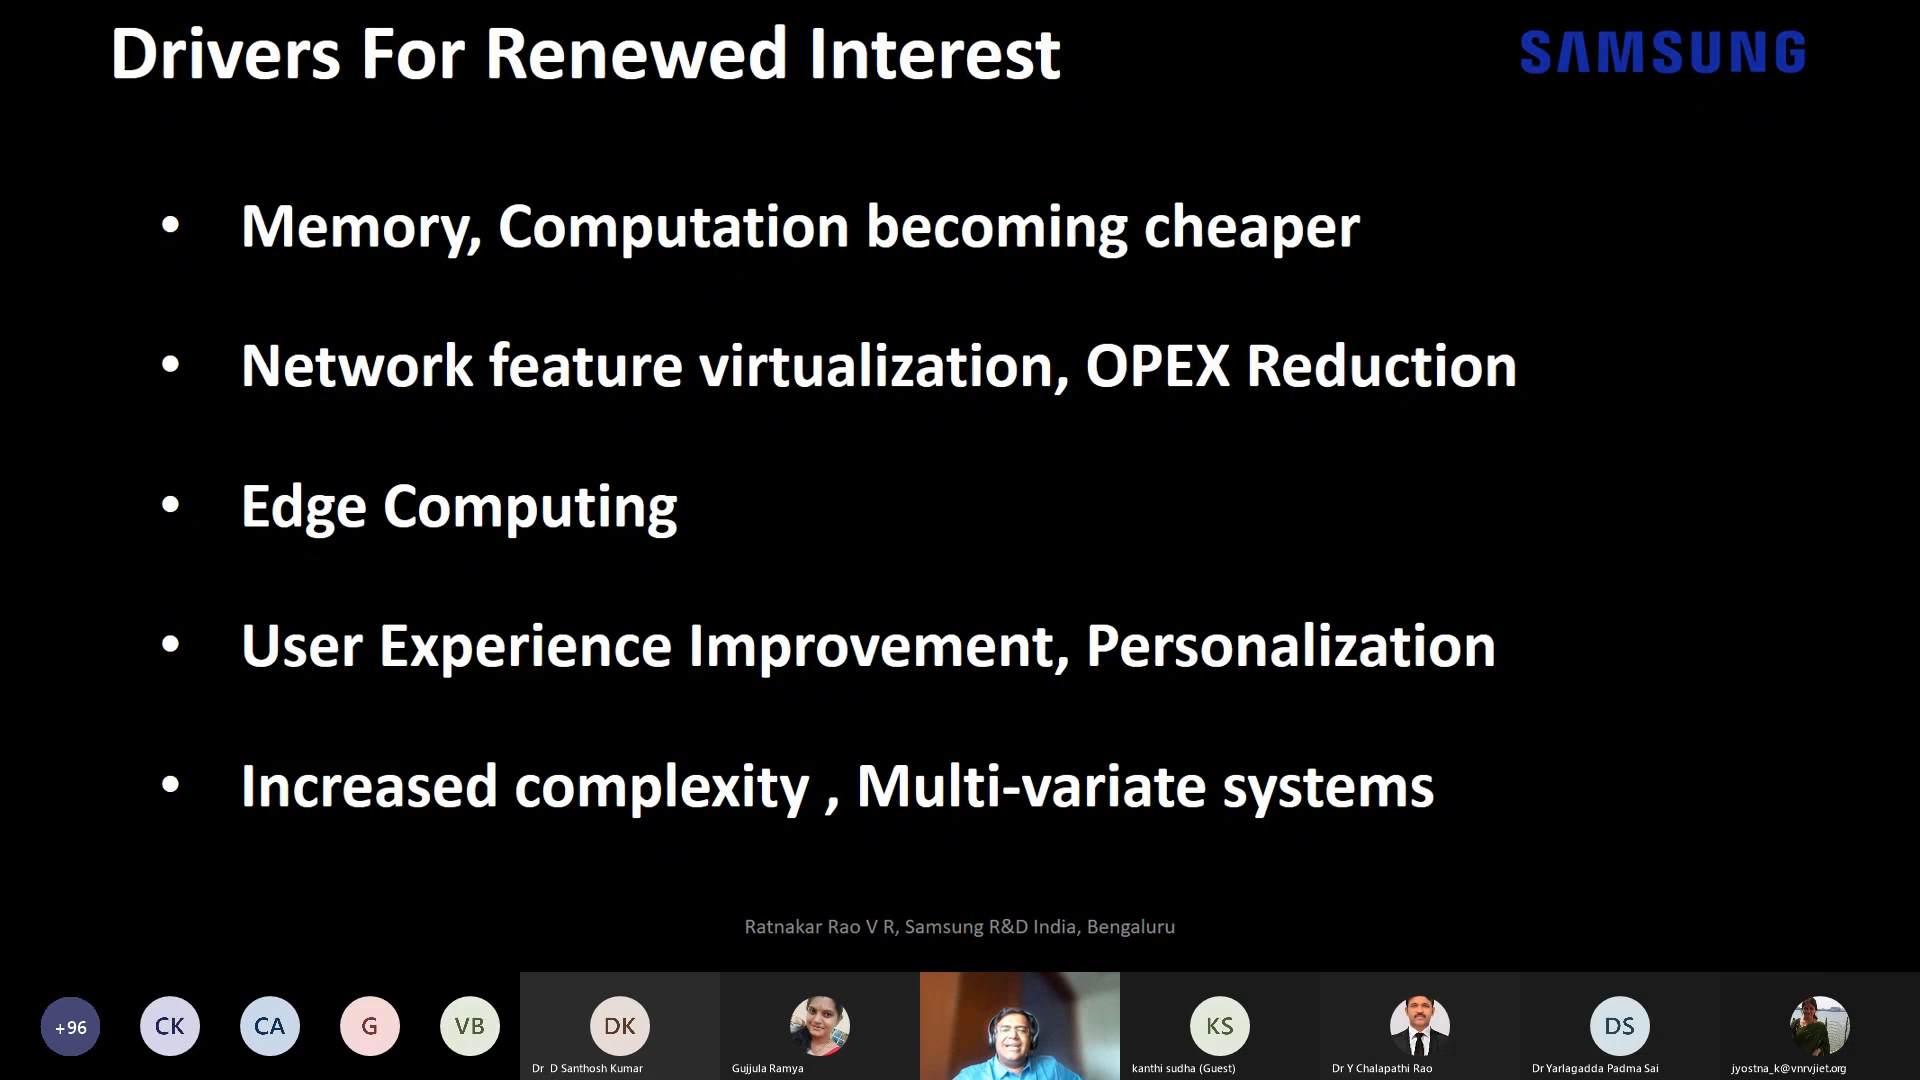 Drivers For Renewed Interest
SAMSUNG
• Memory, Computation becoming cheaper
• Network feature virtualization, OPEX Reduction
• Edge Computing
• User Experience Improvement, Personalization
• Increased complexity , Multi-variate systems
Ratnakar Rao V R, Samsung R&D India, Bengaluru
+96
CK
CA
G
VB
DK
KS
DS
Dr D Santhosh Kumar
Gujjula Ramya
kanthi sudha (Guest)
Dr Y Chalapathi Rao
Dr Yarlagadda Padma Sai
jyostna_k@vnrvjiet.org